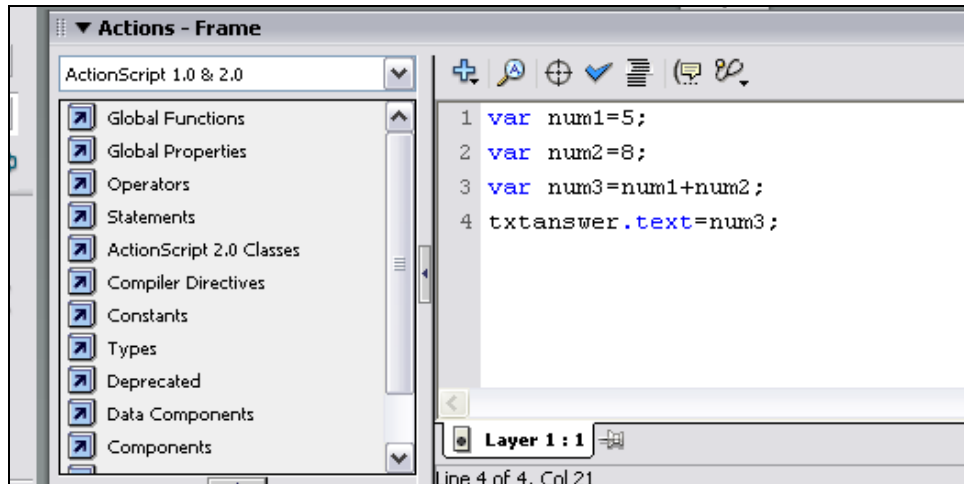 Actions - Frame
ActionScript 1.0 & 2.0
Global Functions
Global Properties
Operators
Statements
ActionScript 2.0 Classes
Compiler Directives
Constants
Types
Deprecated
Data Components
Components
1 var num1=5;
2 var num2=8;
3 var num3=num1+num2;
4 txtanswer.text=num3;
Layer 1 : 1
Line 4 of 4, Col 21